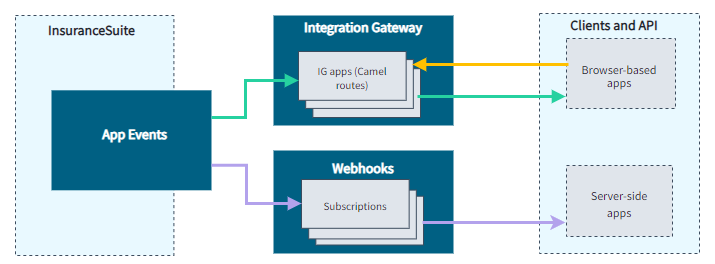 InsuranceSuite
Integration Gateway
Clients and API
IG apps (Camel
routes)
Browser-based
apps
App Events
Webhooks
Subscriptions
Server-side
apps